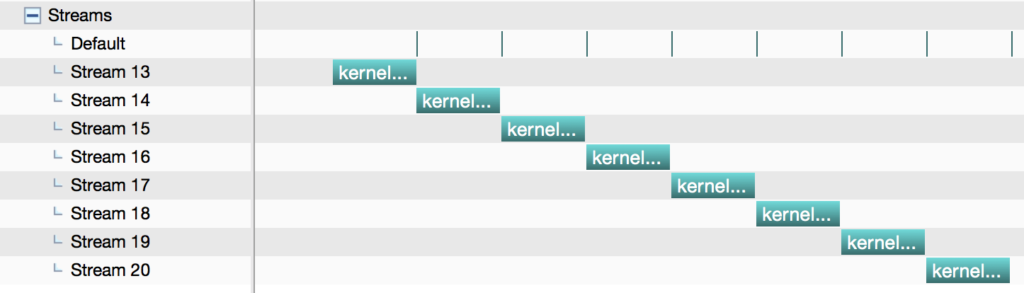 Streams
Default
Stream 13 kernel...
Stream 14 kernel...
Stream 15 kernel...
Stream 16 kernel...
Stream 17 kernel...
Stream 18 kernel...
Stream 19 kernel...
Stream 20 kernel...